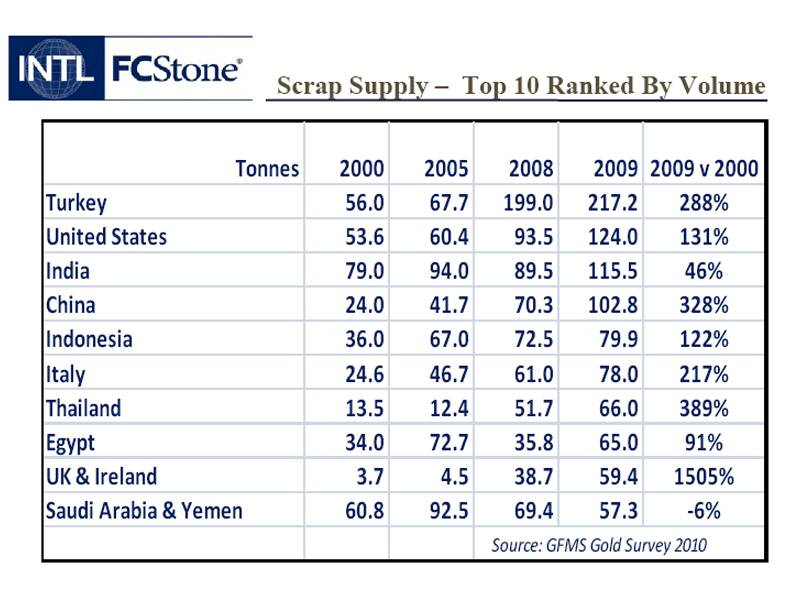 INTL FCStone®
Scrap Supply – Top 10 Ranked By Volume
Tonnes 2000 2005 2008 2009 2009 v 2000
Turkey 56.0 67.7 199.0 217.2 288%
United States 53.6 60.4 93.5 124.0 131%
India 79.0 94.0 89.5 115.5 46%
China 24.0 41.7 70.3 102.8 328%
Indonesia 36.0 67.0 72.5 79.9 122%
Italy 24.6 46.7 61.0 78.0 217%
Thailand 13.5 12.4 51.7 66.0 389%
Egypt 34.0 72.7 35.8 65.0 91%
UK & Ireland 3.7 4.5 38.7 59.4 1505%
Saudi Arabia & Yemen 60.8 92.5 69.4 57.3 -6%
Source: GFMS Gold Survey 2010